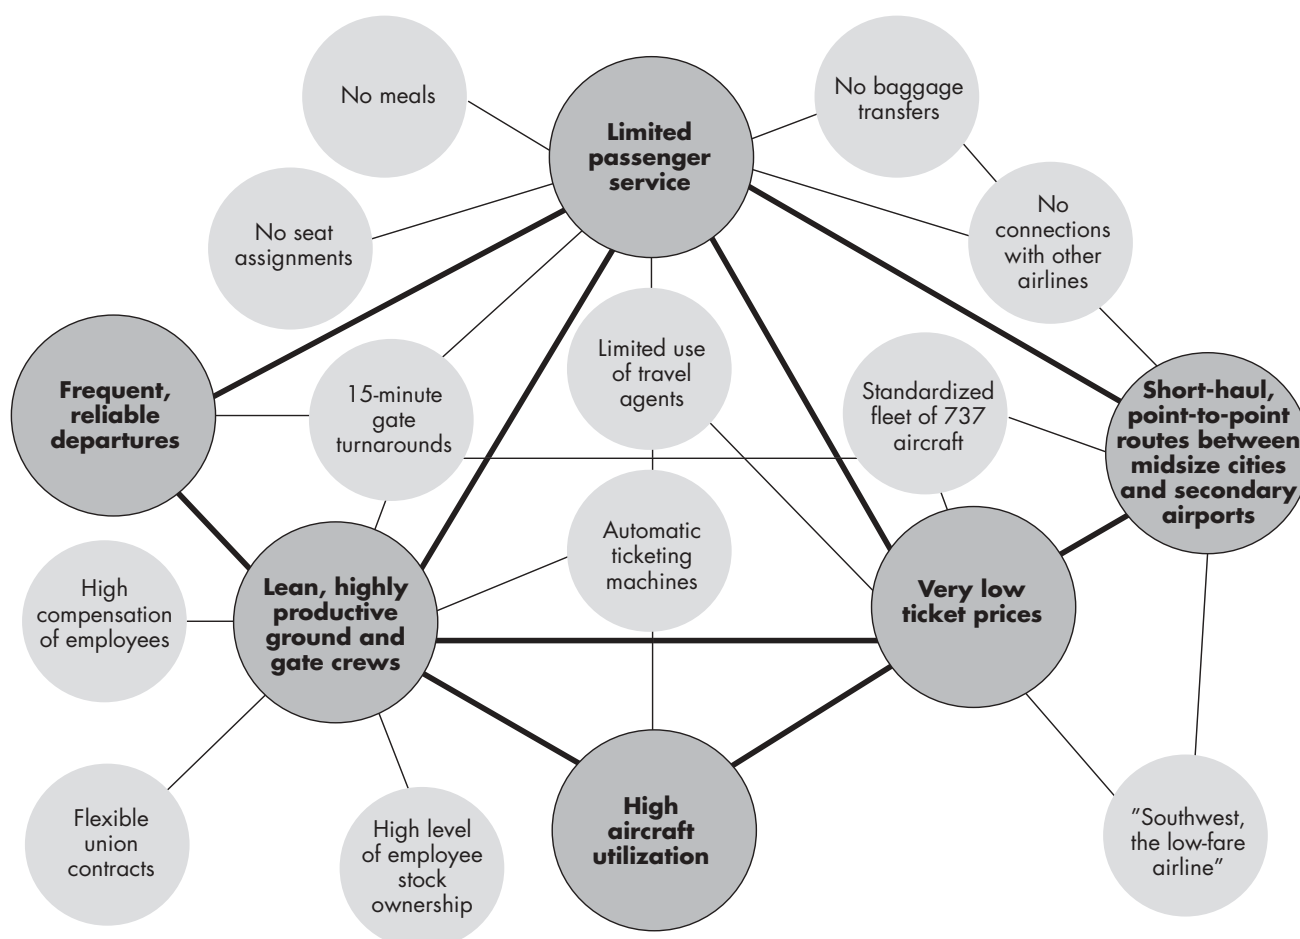 No meals
Limited
passenger
service
No baggage
transfers
No seat
assignments
No
connections
with other
airlines
Frequent,
reliable
departures
15-minute
gate
turnarounds
Limited use
of travel
agents
Standardized
fleet of 737
aircraft
Short-haul,
point-to-point
routes between
midsize cities
and secondary
airports
High
compensation
of employees
Lean, highly
productive
ground and
gate crews
Automatic
ticketing
machines
Very low
ticket prices
Flexible
union
contracts
High level
of employee
stock
ownership
High
aircraft
utilization
"Southwest,
the low-fare
airline"